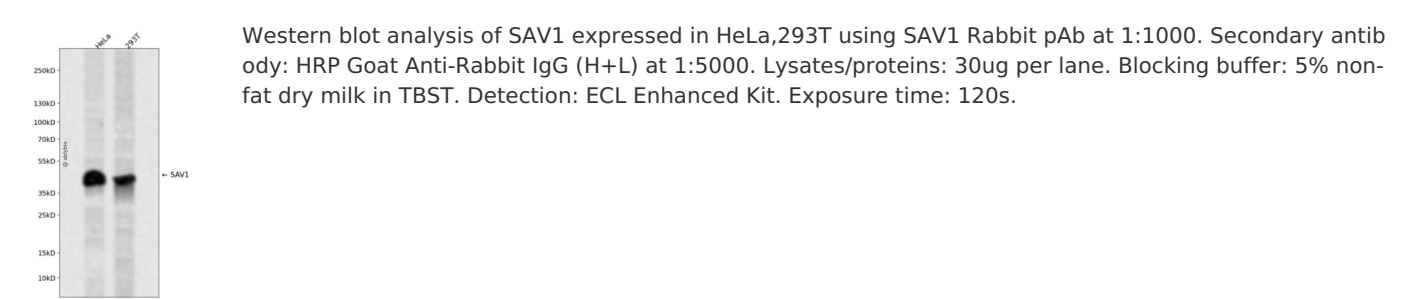 HeLa 293T
Western blot analysis of SAV1 expressed in HeLa,293T using SAV1 Rabbit pAb at 1:1000. Secondary antib
ody: HRP Goat Anti-Rabbit IgG (H+L) at 1:5000. Lysates/proteins: 30ug per lane. Blocking buffer: 5% non-
fat dry milk in TBST. Detection: ECL Enhanced Kit. Exposure time: 120s.
250kD
130kD
100kD
70kD
55kD
← SAV1
35kD
25kD
15kD
10kD